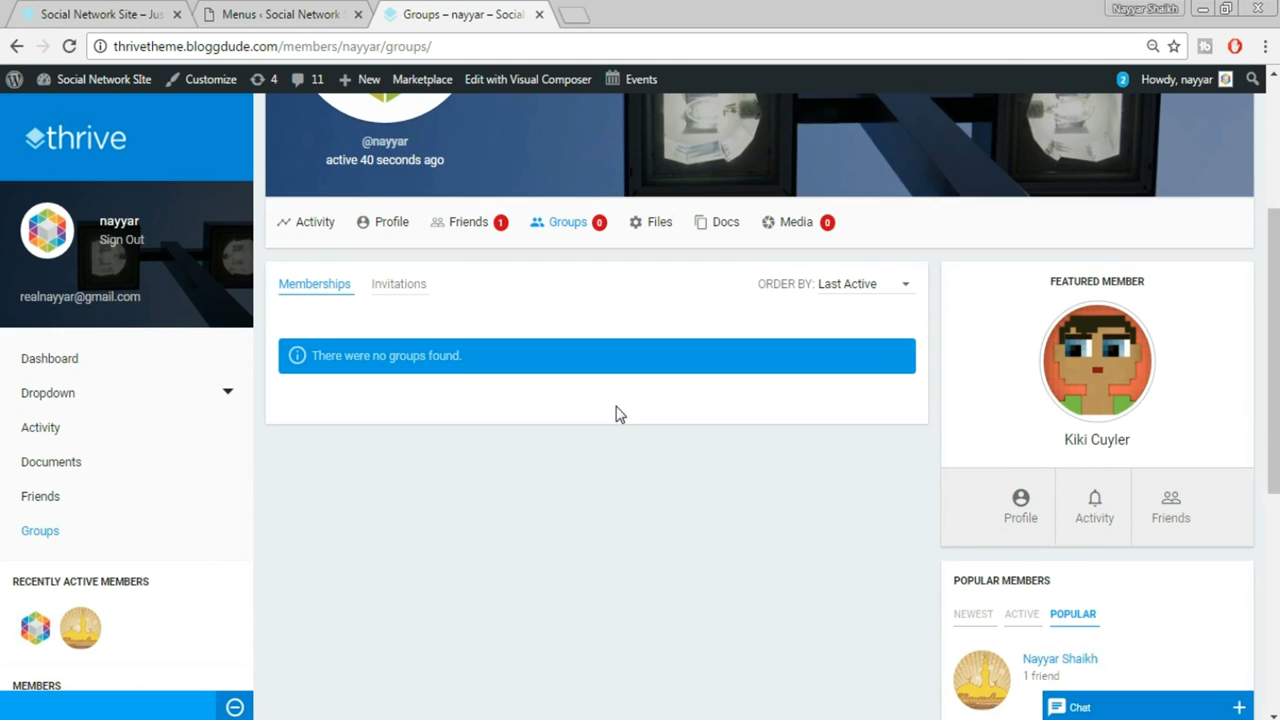 Social Network Site – Jus
Menus ‹ Social Network
Groups – nayyar – Social
Nayyar Shaikh
thrivetheme.bloggdude.com/members/nayyar/groups/
Social Network SIte
Customize
4
11
New
Marketplace
Edit with Visual Composer
Events
2
Howdy, nayyar
thrive
@nayyar
active 40 seconds ago
nayyar
Sign Out
realnayyar@gmail.com
Activity
Profile
Friends 1
Groups 0
Files
Docs
Media 0
Memberships
Invitations
ORDER BY: Last Active
There were no groups found.
Dashboard
Dropdown
Activity
Documents
Friends
Groups
RECENTLY ACTIVE MEMBERS
MEMBERS
FEATURED MEMBER
Kiki Cuyler
Profile
Activity
Friends
POPULAR MEMBERS
NEWEST
ACTIVE
POPULAR
Nayyar Shaikh
1 friend
Chat